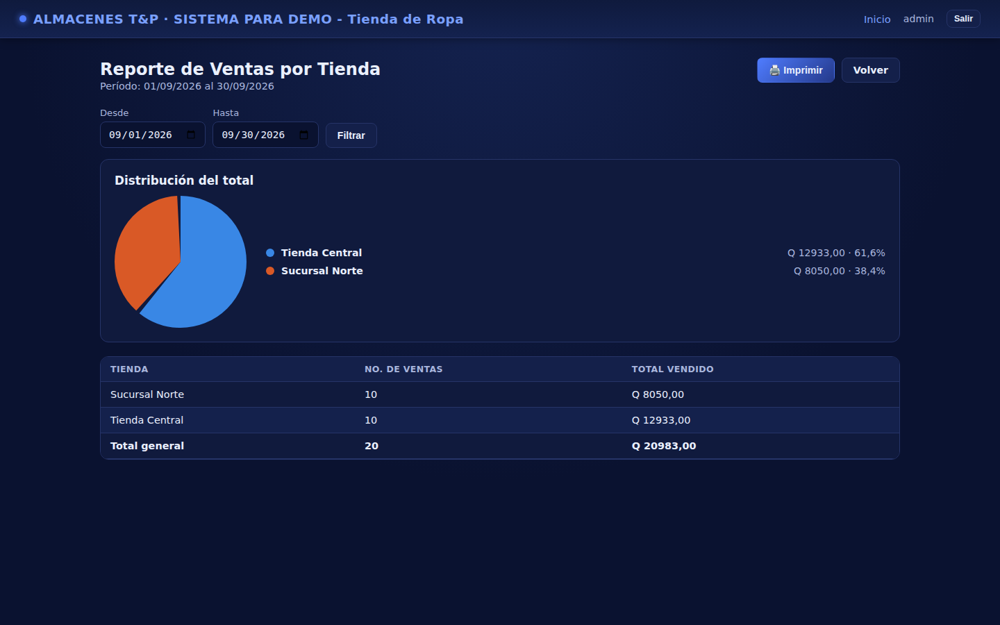 ALMACENES T&P · SISTEMA PARA DEMO - Tienda de Ropa
Inicio admin Salir
Reporte de Ventas por Tienda
Período: 01/09/2026 al 30/09/2026
Imprimir Volver
Desde Hasta
09/01/2026 09/30/2026 Filtrar
Distribución del total
Tienda Central Q 12933,00 · 61,6%
Sucursal Norte Q 8050,00 · 38,4%
TIENDA NO. DE VENTAS TOTAL VENDIDO
Sucursal Norte 10 Q 8050,00
Tienda Central 10 Q 12933,00
Total general 20 Q 20983,00